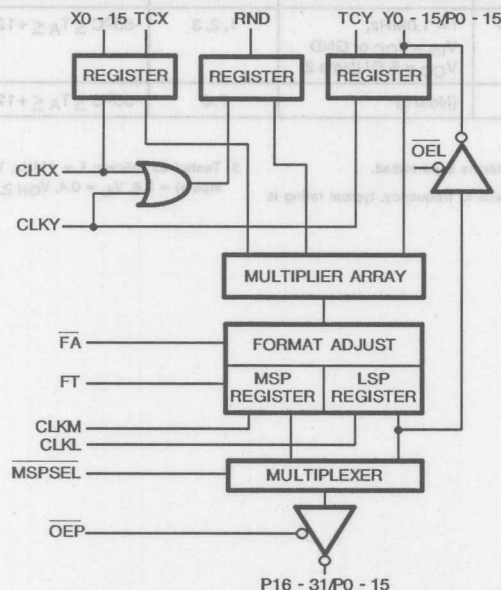 X0 - 15 TCX
RND
TCY Y0 - 15/P0 - 15
REGISTER
REGISTER
REGISTER
OEL
CLKX
CLKY
MULTIPLIER ARRAY
FA
FORMAT ADJUST
FT
MSP REGISTER
LSP REGISTER
CLKM
CLKL
MSPSEL
MULTIPLEXER
OEP
P16 - 31/P0 - 15